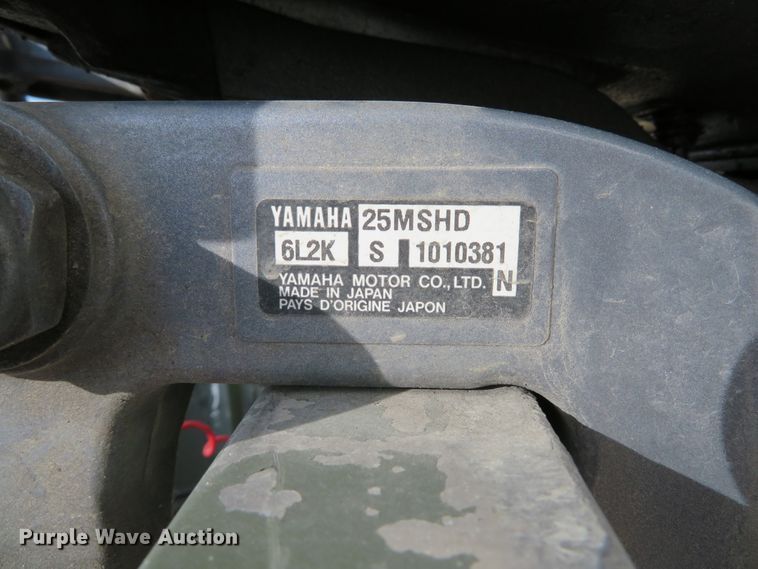 YAMAHA 25MSHD
6L2K S 1010381
YAMAHA MOTOR CO.,LTD. N
MADE IN JAPAN
PAYS D'ORIGINE JAPON
Purple Wave Auction